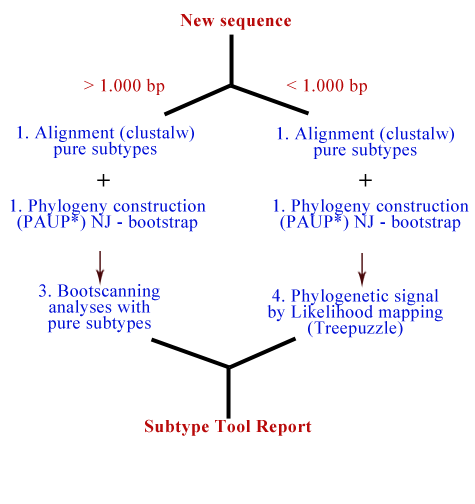 New sequence
> 1.000 bp
< 1.000 bp
1. Alignment (clustalw)
pure subtypes
+
1. Phylogeny construction
(PAUP*) NJ - bootstrap
3. Bootscanning
analyses with
pure subtypes
1. Alignment (clustalw)
pure subtypes
+
1. Phylogeny construction
(PAUP*) NJ - bootstrap
4. Phylogenetic signal
by Likelihood mapping
(Treepuzzle)
Subtype Tool Report